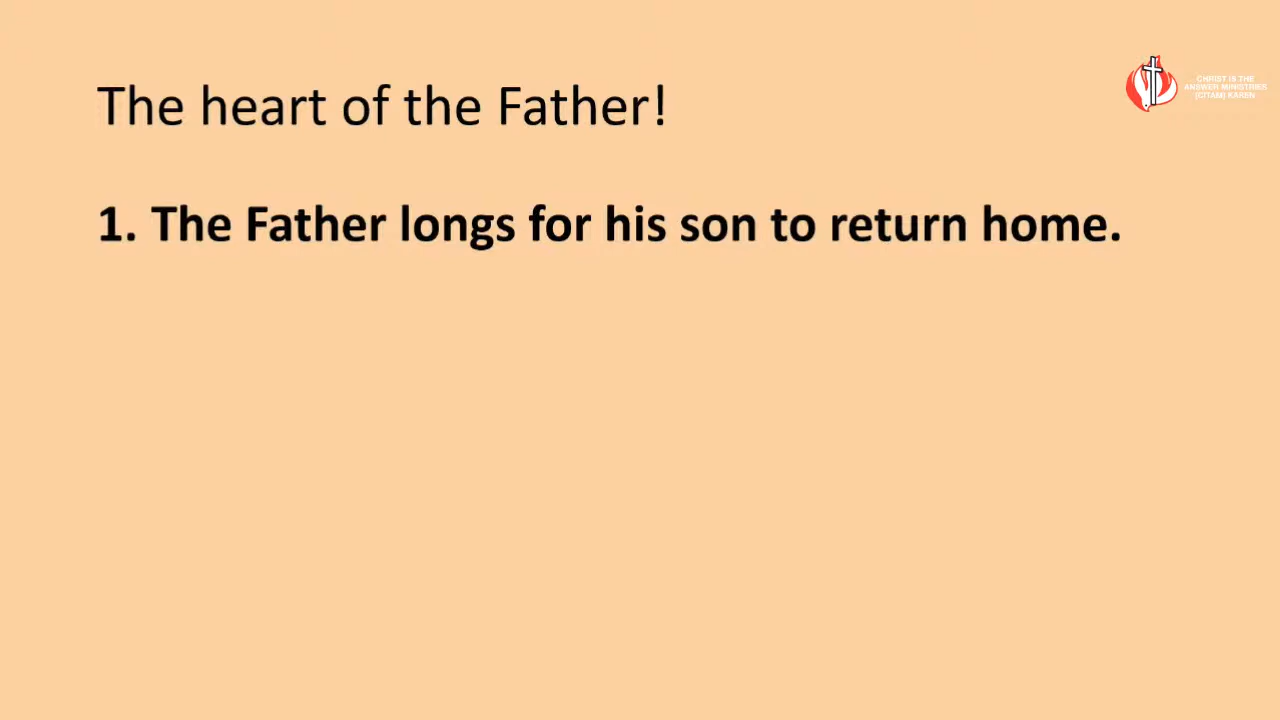 The heart of the Father!
CHRIST IS THE
ANSWER MINISTRIES
(CITAM) KAREN
1. The Father longs for his son to return home.